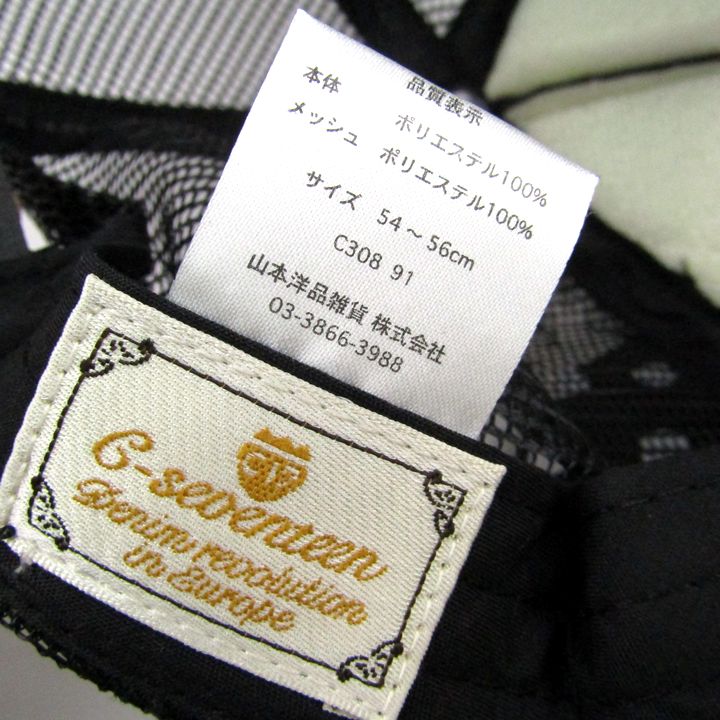 品質表示
本体 ポリエステル100%
メッシュ ポリエステル100%
サイズ 54～56cm
C308 91
山本洋品雑貨 株式会社
03-3866-3988
C-seventeen
Denim revolution
in Europe